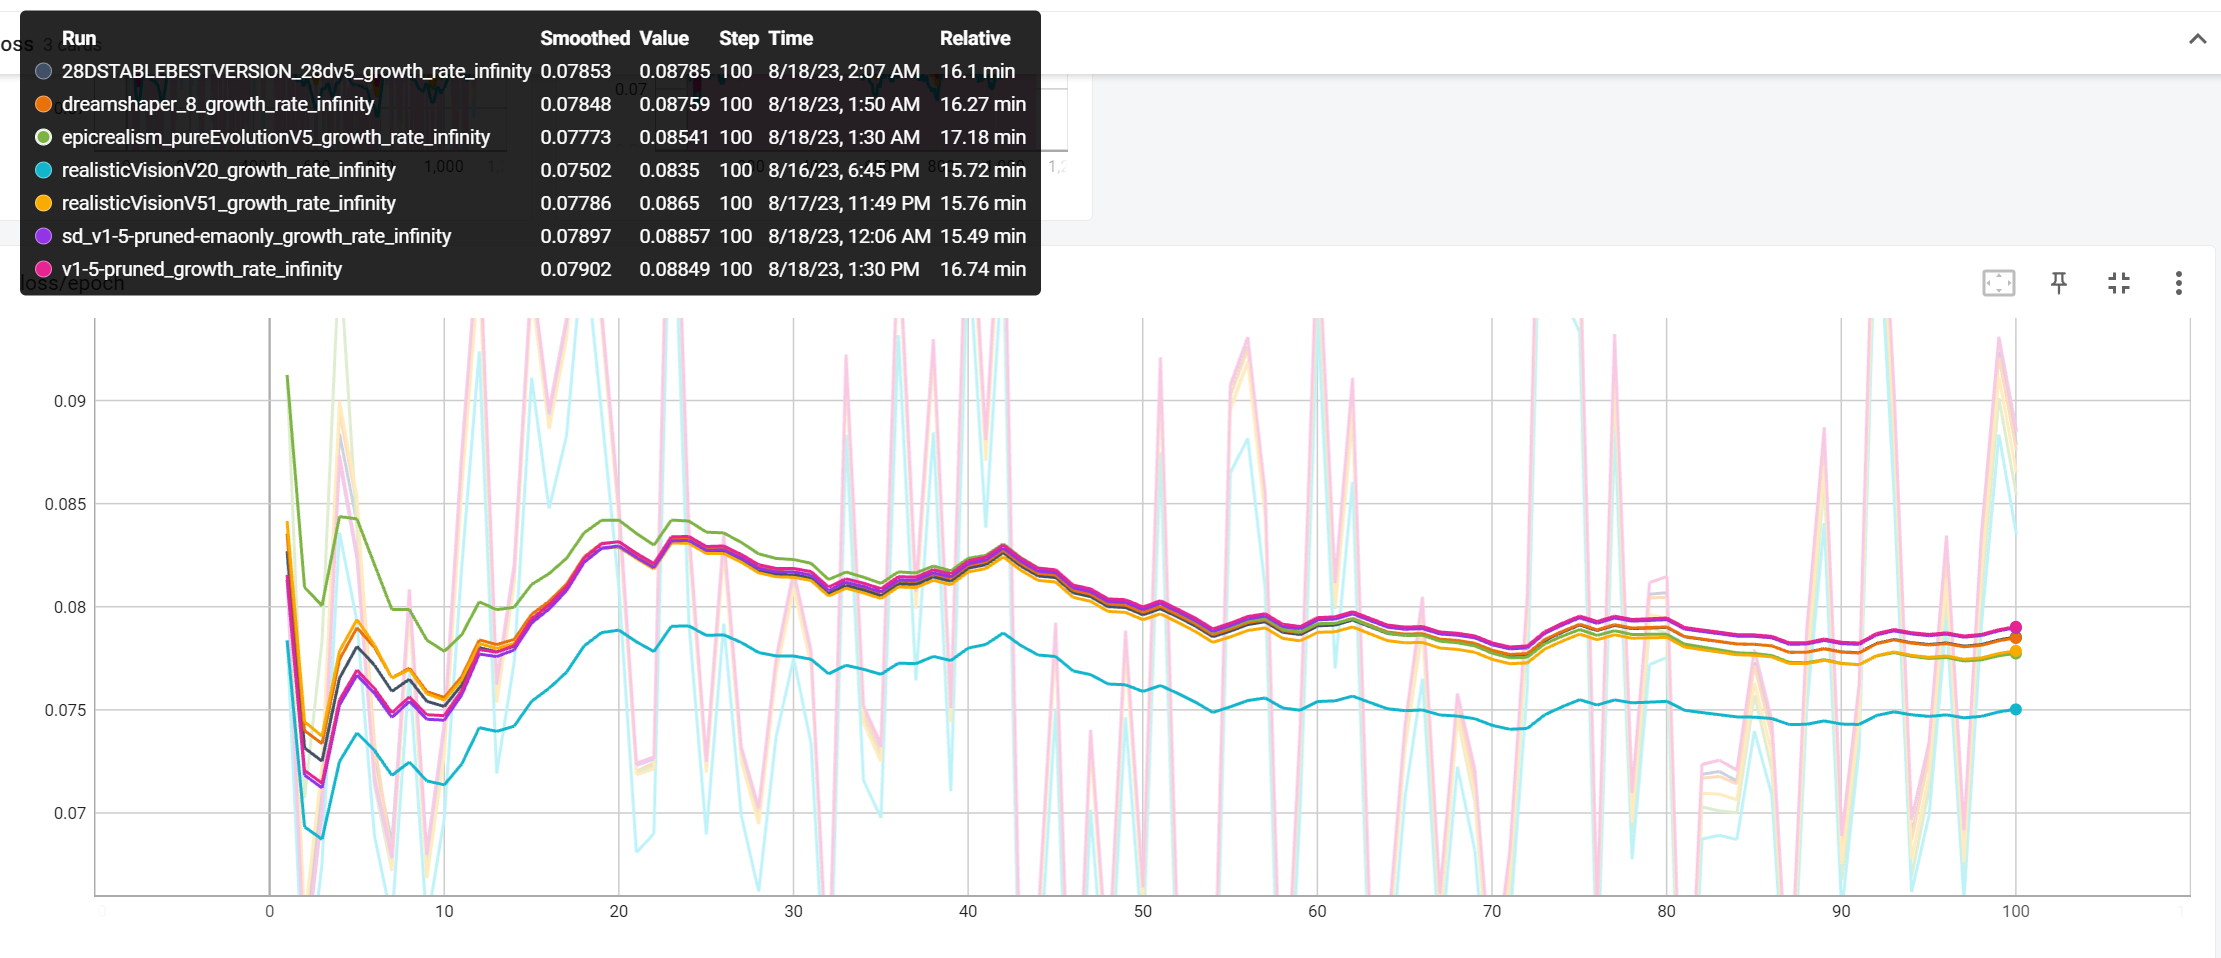 Run Smoothed Value Step Time Relative
28DSTABLEBESTVERSION_28dv5_growth_rate_infinity 0.07853 0.08785 100 8/18/23, 2:07 AM 16.1 min
dreamshaper_8_growth_rate_infinity 0.07848 0.08759 100 8/18/23, 1:50 AM 16.27 min
epicrealism_pureEvolutionV5_growth_rate_infinity 0.07773 0.08541 100 8/18/23, 1:30 AM 17.18 min
realisticVisionV20_growth_rate_infinity 0.07502 0.0835 100 8/16/23, 6:45 PM 15.72 min
realisticVisionV51_growth_rate_infinity 0.07786 0.0865 100 8/17/23, 11:49 PM 15.76 min
sd_v1-5-pruned-emaonly_growth_rate_infinity 0.07897 0.08857 100 8/18/23, 12:06 AM 15.49 min
v1-5-pruned_growth_rate_infinity 0.07902 0.08849 100 8/18/23, 1:30 PM 16.74 min
oss 3 cards
0.07
1,000
loss/epoch
0.09
0.085
0.08
0.075
0.07
0 10 20 30 40 50 60 70 80 90 100